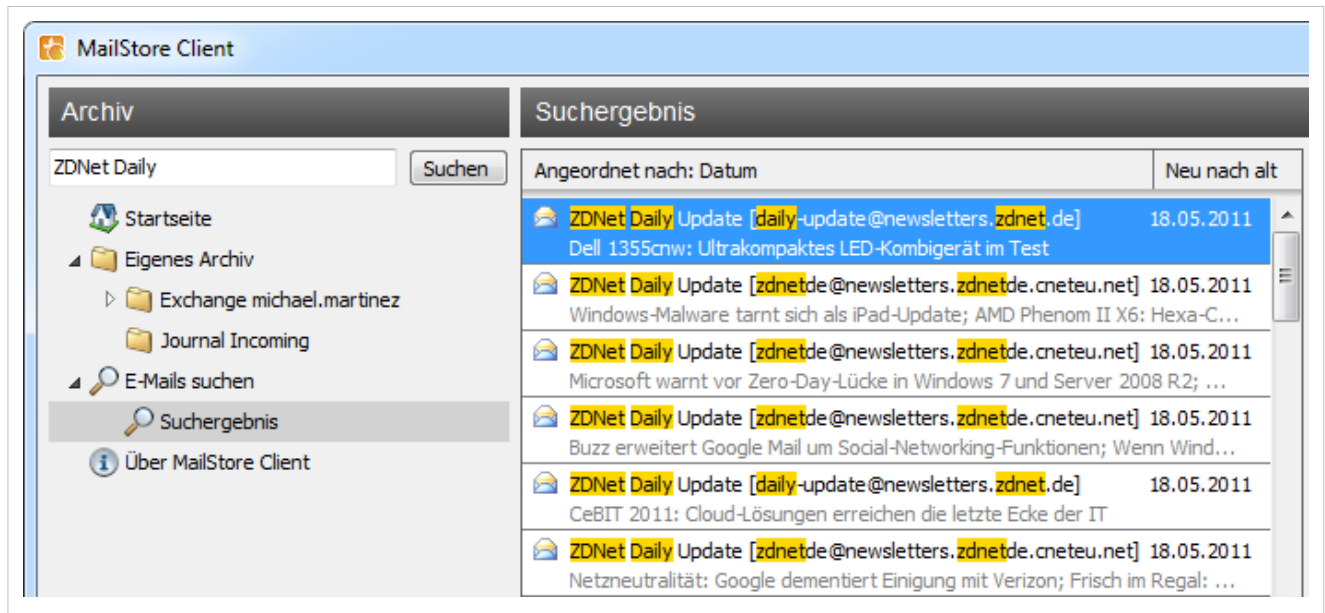 MailStore Client
Archiv
ZDNet Daily
Suchen
Startseite
Eigenes Archiv
Exchange michael.martinez
Journal Incoming
E-Mails suchen
Suchergebnis
Über MailStore Client
Suchergebnis
Angeordnet nach: Datum Neu nach alt
ZDNet Daily Update [daily-update@newsletters.zdnet.de] 18.05.2011
Dell 1355cnw: Ultrakompaktes LED-Kombigerät im Test
ZDNet Daily Update [zdnetde@newsletters.zdnetde.cneteu.net] 18.05.2011
Windows-Malware tarnt sich als iPad-Update; AMD Phenom II X6: Hexa-C...
ZDNet Daily Update [zdnetde@newsletters.zdnetde.cneteu.net] 18.05.2011
Microsoft warnt vor Zero-Day-Lücke in Windows 7 und Server 2008 R2; ...
ZDNet Daily Update [zdnetde@newsletters.zdnetde.cneteu.net] 18.05.2011
Buzz erweitert Google Mail um Social-Networking-Funktionen; Wenn Wind...
ZDNet Daily Update [daily-update@newsletters.zdnet.de] 18.05.2011
CeBIT 2011: Cloud-Lösungen erreichen die letzte Ecke der IT
ZDNet Daily Update [zdnetde@newsletters.zdnetde.cneteu.net] 18.05.2011
Netzneutralität: Google dementiert Einigung mit Verizon; Frisch im Regal: ...